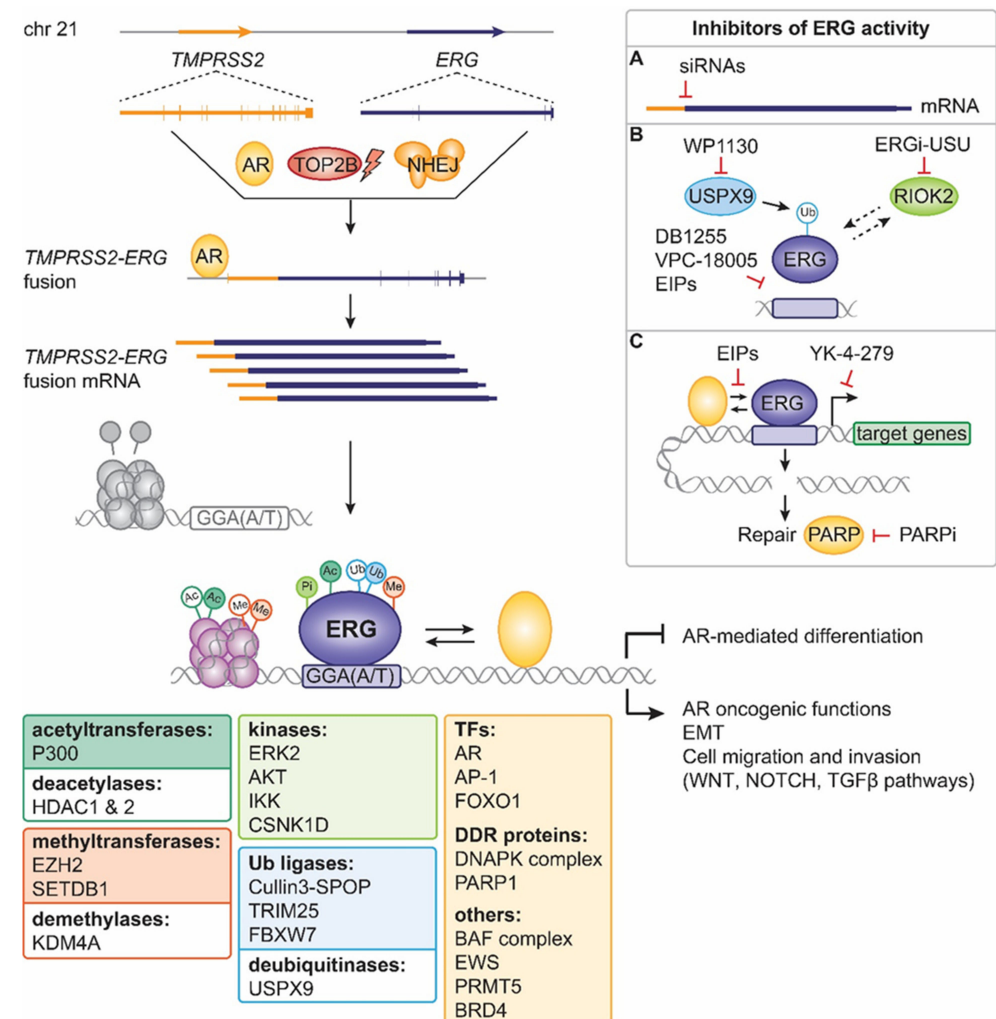 chr 21
TMPRSS2
ERG
AR
TOP2B
NHEJ
TMPRSS2-ERG
fusion
AR
TMPRSS2-ERG
fusion mRNA
GGA(A/T)
Ac
Ac
Me
Me
Pi
Ac
Ub
Ub
Me
ERG
GGA(A/T)
AR-mediated differentiation
AR oncogenic functions
EMT
Cell migration and invasion
(WNT, NOTCH, TGFβ pathways)
acetyltransferases:
P300
deacetylases:
HDAC1 & 2
methyltransferases:
EZH2
SETDB1
demethylases:
KDM4A
kinases:
ERK2
AKT
IKK
CSNK1D
Ub ligases:
Cullin3-SPOP
TRIM25
FBXW7
deubiquitinases:
USPX9
TFs:
AR
AP-1
FOXO1
DDR proteins:
DNAPK complex
PARP1
others:
BAF complex
EWS
PRMT5
BRD4
Inhibitors of ERG activity
A
siRNAs
mRNA
B
WP1130
ERGi-USU
USPX9
RIOK2
Ub
DB1255
VPC-18005
EIPs
ERG
C
EIPs
YK-4-279
ERG
target genes
Repair
PARP
PARPi